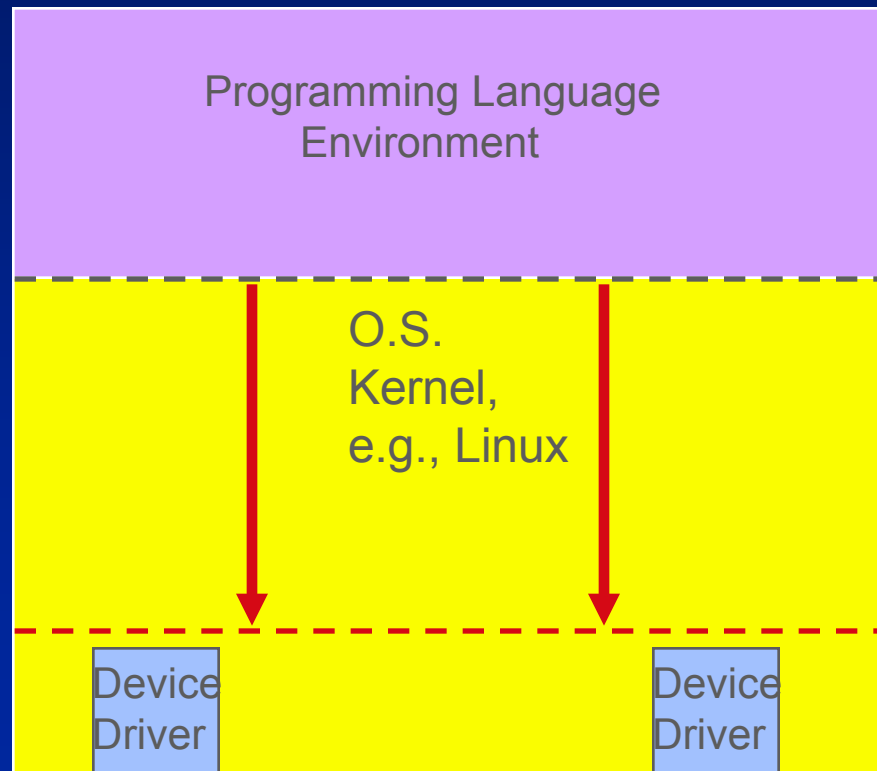 Programming Language
Environment
O.S.
Kernel,
e.g., Linux
Device
Driver
Device
Driver